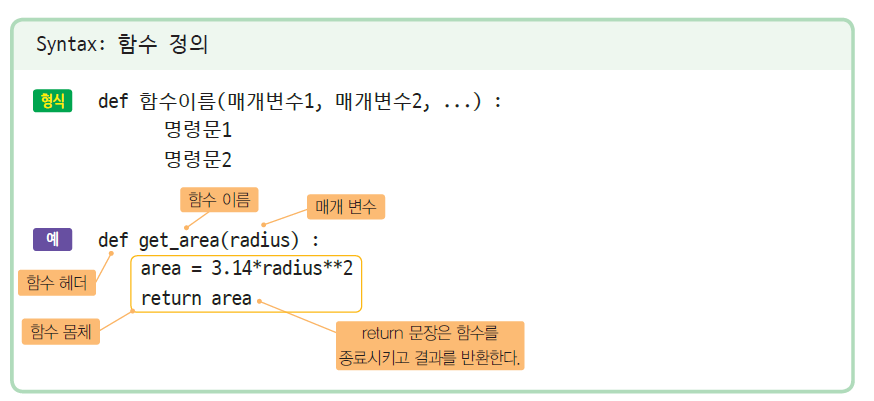 Syntax: 함수 정의
형식 def 함수이름(매개변수1, 매개변수2, ...) :
명령문1
명령문2
함수 이름
매개 변수
예 def get_area(radius) :
area = 3.14*radius**2
함수 헤더
return area
함수 몸체
return 문장은 함수를
종료시키고 결과를 반환한다.